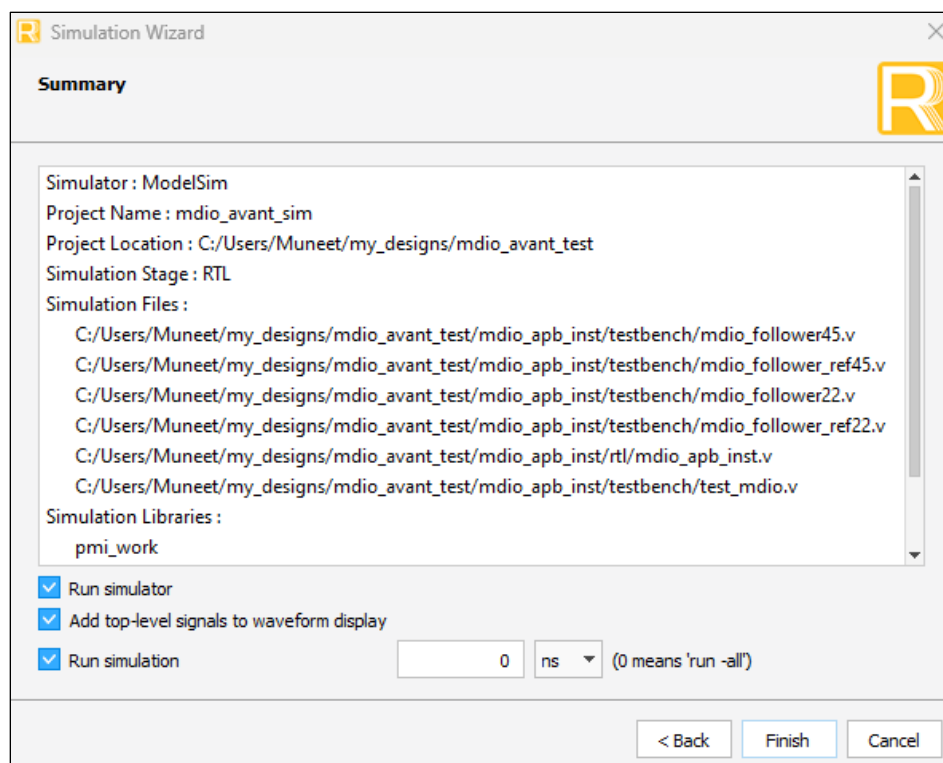 Simulation Wizard
Summary
Simulator : ModelSim
Project Name : mdio_avant_sim
Project Location : C:/Users/Muneet/my_designs/mdio_avant_test
Simulation Stage : RTL
Simulation Files :
C:/Users/Muneet/my_designs/mdio_avant_test/mdio_apb_inst/testbench/mdio_follower45.v
C:/Users/Muneet/my_designs/mdio_avant_test/mdio_apb_inst/testbench/mdio_follower_ref45.v
C:/Users/Muneet/my_designs/mdio_avant_test/mdio_apb_inst/testbench/mdio_follower22.v
C:/Users/Muneet/my_designs/mdio_avant_test/mdio_apb_inst/testbench/mdio_follower_ref22.v
C:/Users/Muneet/my_designs/mdio_avant_test/mdio_apb_inst/rtl/mdio_apb_inst.v
C:/Users/Muneet/my_designs/mdio_avant_test/mdio_apb_inst/testbench/test_mdio.v
Simulation Libraries :
pmi_work
Run simulator
Add top-level signals to waveform display
Run simulation 0 ns (0 means 'run -all')
< Back Finish Cancel